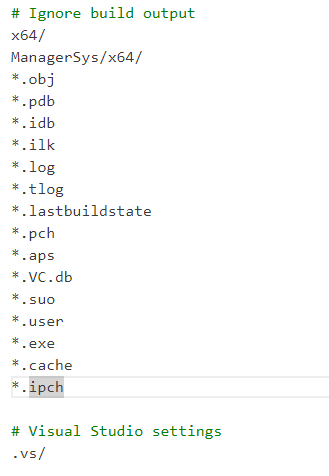 # Ignore build output
x64/
ManagerSys/x64/
*.obj
*.pdb
*.idb
*.ilk
*.log
*.tlog
*.lastbuildstate
*.pch
*.aps
*.VC.db
*.suo
*.user
*.exe
*.cache
*.ipch
# Visual Studio settings
.vs/